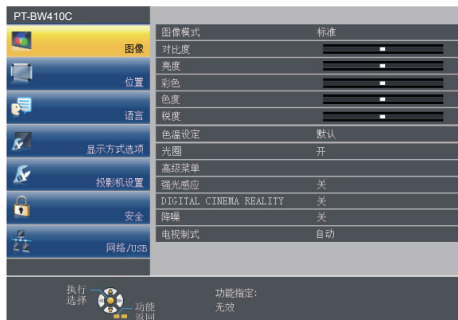 PT-BW410C
图像
位置
语言
显示方式选项
投影机设置
安全
网络/USB
图像模式 标准
对比度
亮度
彩色
色度
锐度
色温设定 默认
光圈 开
高级菜单
强光感应 关
DIGITAL CINEMA REALITY 关
降噪 关
电视制式 自动
执行
选择
功能
返回
功能指定:
无效